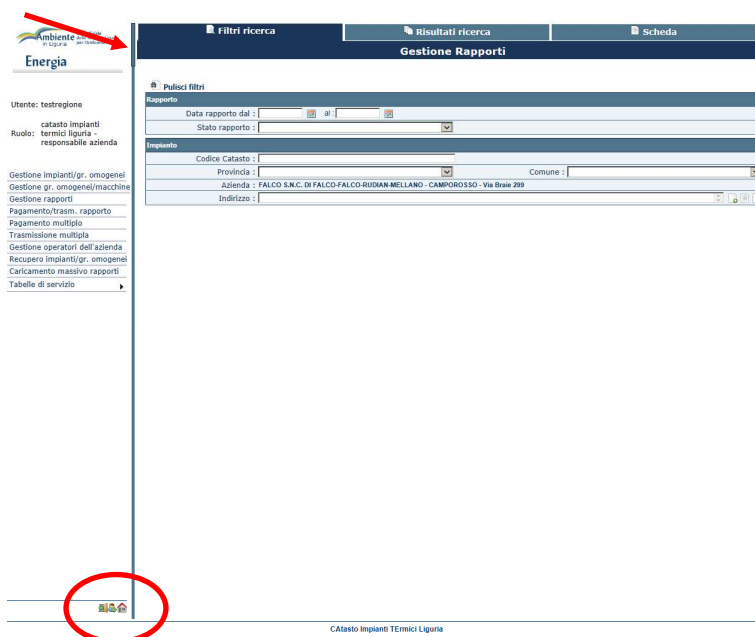 Filtri ricerca
Risultati ricerca
Scheda
Gestione Rapporti
Ambiente
in Liguria
Energia
Utente: testregione
Ruolo: catasto impianti
termici liguria -
responsabile azienda
Gestione impianti/gr. omogenei
Gestione gr. omogenei/macchine
Gestione rapporti
Pagamento/trasm. rapporto
Pagamento multiplo
Trasmissione multipla
Gestione operatori dell'azienda
Recupero impianti/gr. omogenei
Caricamento massivo rapporti
Tabelle di servizio
Pulisci filtri
Rapporto
Data rapporto dal : al :
Stato rapporto :
Impianto
Codice Catasto :
Provincia : Comune :
Azienda : FALCO S.N.C. DI FALCO-FALCO-RUDIAN-MELLANO - CAMPOROSSO - Via Braie 299
Indirizzo :
CAtasto Impianti TErmici Liguria